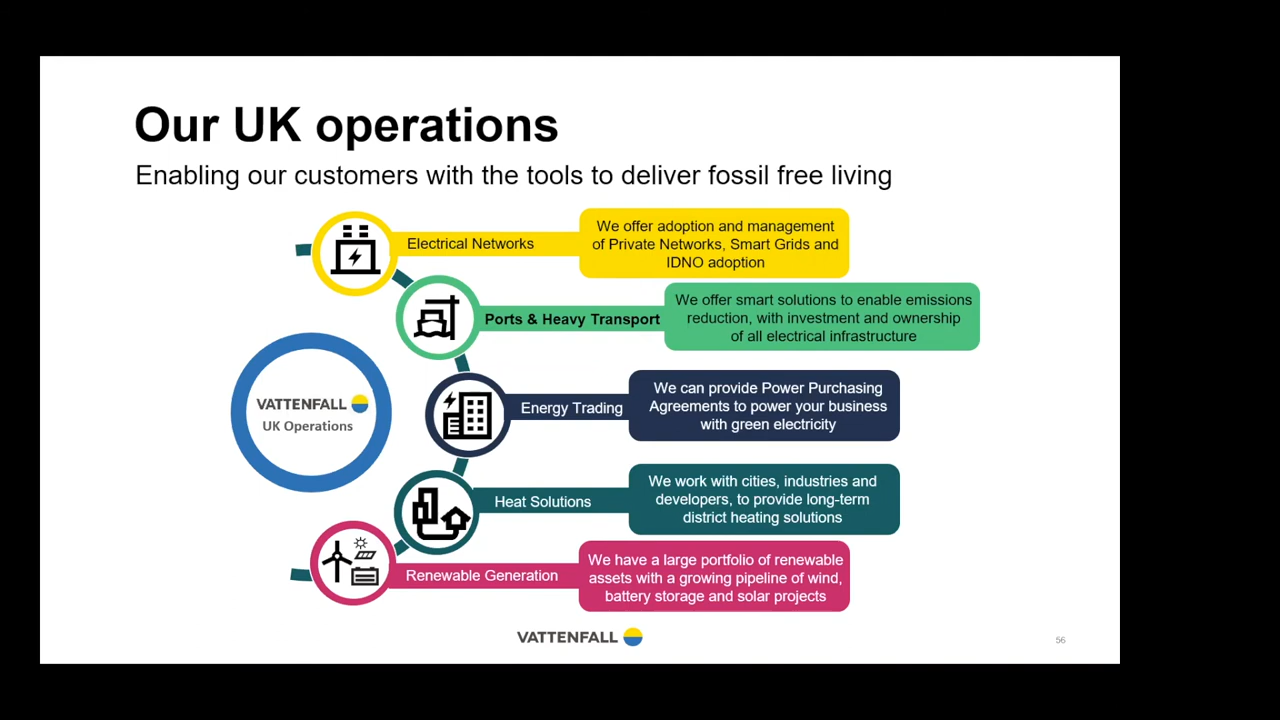 Our UK operations
Enabling our customers with the tools to deliver fossil free living
Electrical Networks
We offer adoption and management
of Private Networks, Smart Grids and
IDNO adoption
Ports & Heavy Transport
We offer smart solutions to enable emissions
reduction, with investment and ownership
of all electrical infrastructure
VATTENFALL
UK Operations
Energy Trading
We can provide Power Purchasing
Agreements to power your business
with green electricity
Heat Solutions
We work with cities, industries and
developers, to provide long-term
district heating solutions
Renewable Generation
We have a large portfolio of renewable
assets with a growing pipeline of wind,
battery storage and solar projects
VATTENFALL
56